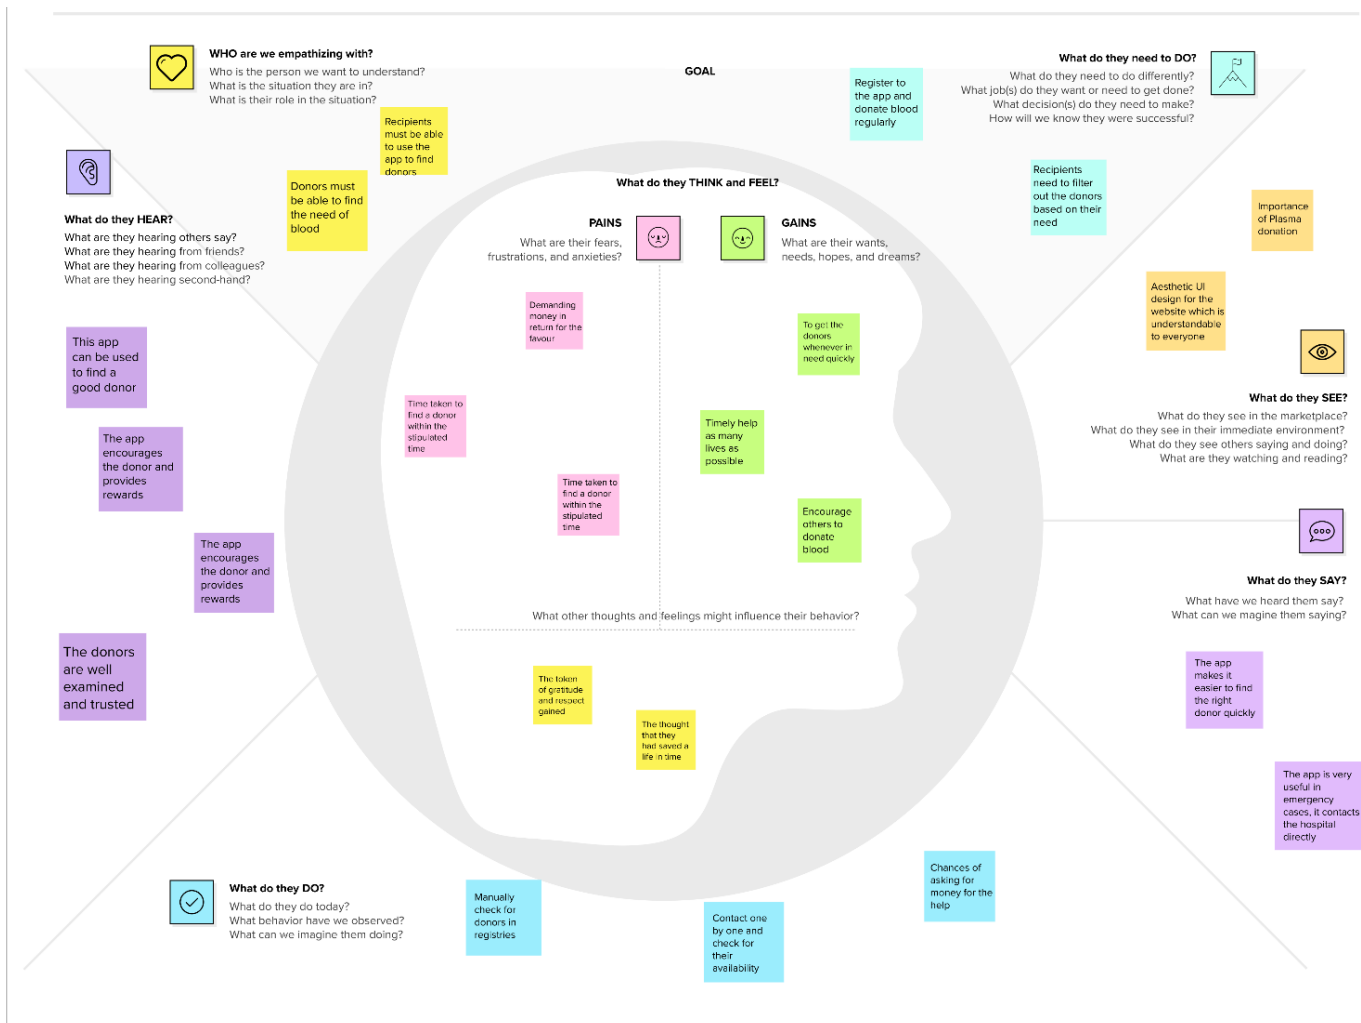 WHO are we empathizing with?
Who is the person we want to understand?
What is the situation they are in?
What is their role in the situation?
Recipients
must be able
to use the
app to find
donors
Donors must
be able to find
the need of
blood
GOAL
What do they need to DO?
What do they need to do differently?
What job(s) do they want or need to get done?
What decision(s) do they need to make?
How will we know they were successful?
Register to
the app and
donate blood
regularly
Recipients
need to filter
out the donors
based on their
need
What do they HEAR?
What are they hearing others say?
What are they hearing from friends?
What are they hearing from colleagues?
What are they hearing second-hand?
This app
can be used
to find a
good donor
The app
encourages
the donor and
provides
rewards
The app
encourages
the donor and
provides
rewards
The donors
are well
examined
and trusted
What do they THINK and FEEL?
PAINS
What are their fears,
frustrations, and anxieties?
Demanding
money in
return for the
favour
Time taken to
find a donor
within the
stipulated
time
Time taken to
find a donor
within the
stipulated
time
GAINS
What are their wants,
needs, hopes, and dreams?
To get the
donors
whenever in
need quickly
Timely help
as many
lives as
possible
Encourage
others to
donate
blood
What other thoughts and feelings might influence their behavior?
The token
of gratitude
and respect
gained
The thought
that they
had saved a
life in time
Importance
of Plasma
donation
Aesthetic UI
design for the
website which is
understandable
to everyone
What do they SEE?
What do they see in the marketplace?
What do they see in their immediate environment?
What do they see others saying and doing?
What are they watching and reading?
What do they SAY?
What have we heard them say?
What can we magine them saying?
The app
makes it
easier to find
the right
donor quickly
The app is very
useful in
emergency
cases, it contacts
the hospital
directly
What do they DO?
What do they do today?
What behavior have we observed?
What can we imagine them doing?
Manually
check for
donors in
registries
Contact one
by one and
check for
their
availability
Chances of
asking for
money for the
help